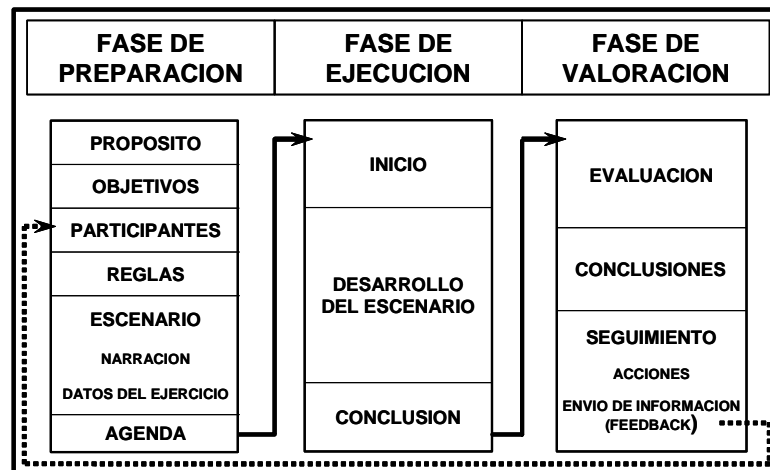 FASE DE
PREPARACION
FASE DE
EJECUCION
FASE DE
VALORACION
PROPOSITO
OBJETIVOS
PARTICIPANTES
REGLAS
ESCENARIO
NARRACION
DATOS DEL EJERCICIO
AGENDA
INICIO
DESARROLLO
DEL ESCENARIO
CONCLUSION
EVALUACION
CONCLUSIONES
SEGUIMIENTO
ACCIONES
ENVIO DE INFORMACION
(FEEDBACK)